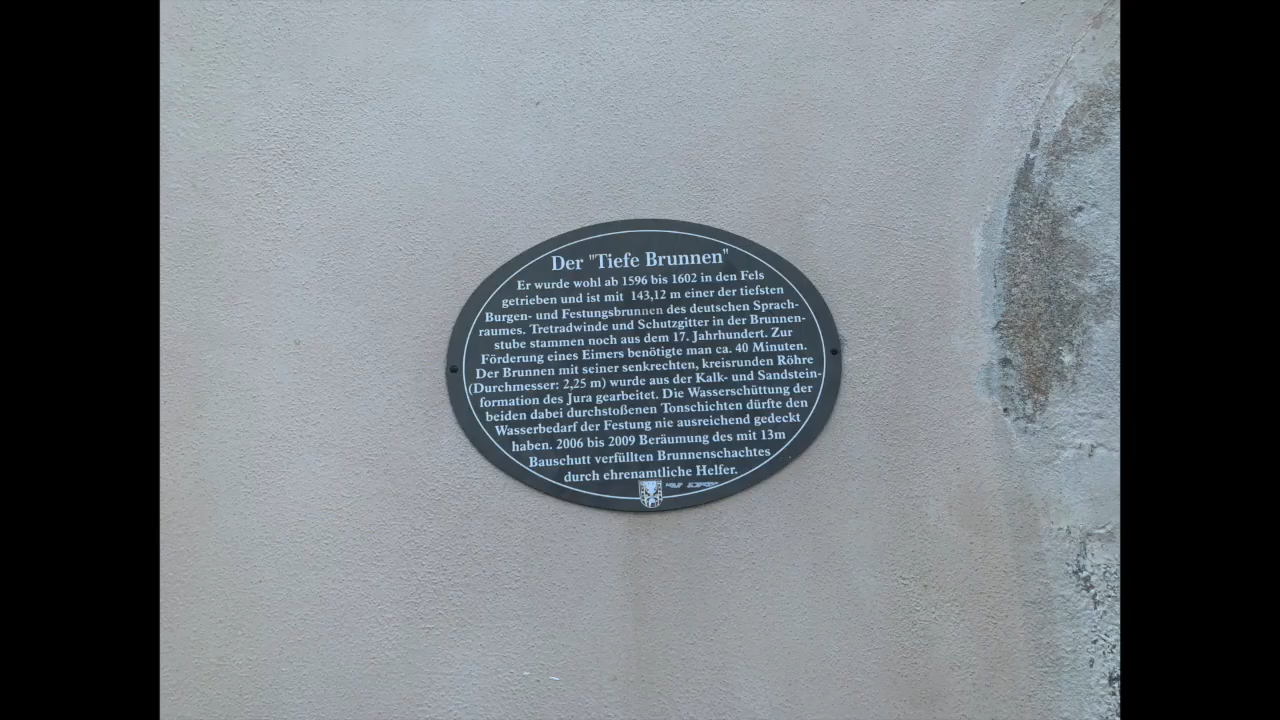 Der "Tiefe Brunnen"
Er wurde wohl ab 1596 bis 1602 in den Fels
getrieben und ist mit 143,12 m einer der tiefsten
Burgen- und Festungsbrunnen des deutschen Sprach-
raumes. Tretradwinde und Schutzgitter in der Brunnen-
stube stammen noch aus dem 17. Jahrhundert. Zur
Förderung eines Eimers benötigte man ca. 40 Minuten.
Der Brunnen mit seiner senkrechten, kreisrunden Röhre
(Durchmesser: 2,25 m) wurde aus der Kalk- und Sandstein-
formation des Jura gearbeitet. Die Wasserschüttung der
beiden dabei durchstoßenen Tonschichten dürfte den
Wasserbedarf der Festung nie ausreichend gedeckt
haben. 2006 bis 2009 Beräumung des mit 13m
Bauschutt verfüllten Brunnenschachtes
durch ehrenamtliche Helfer.